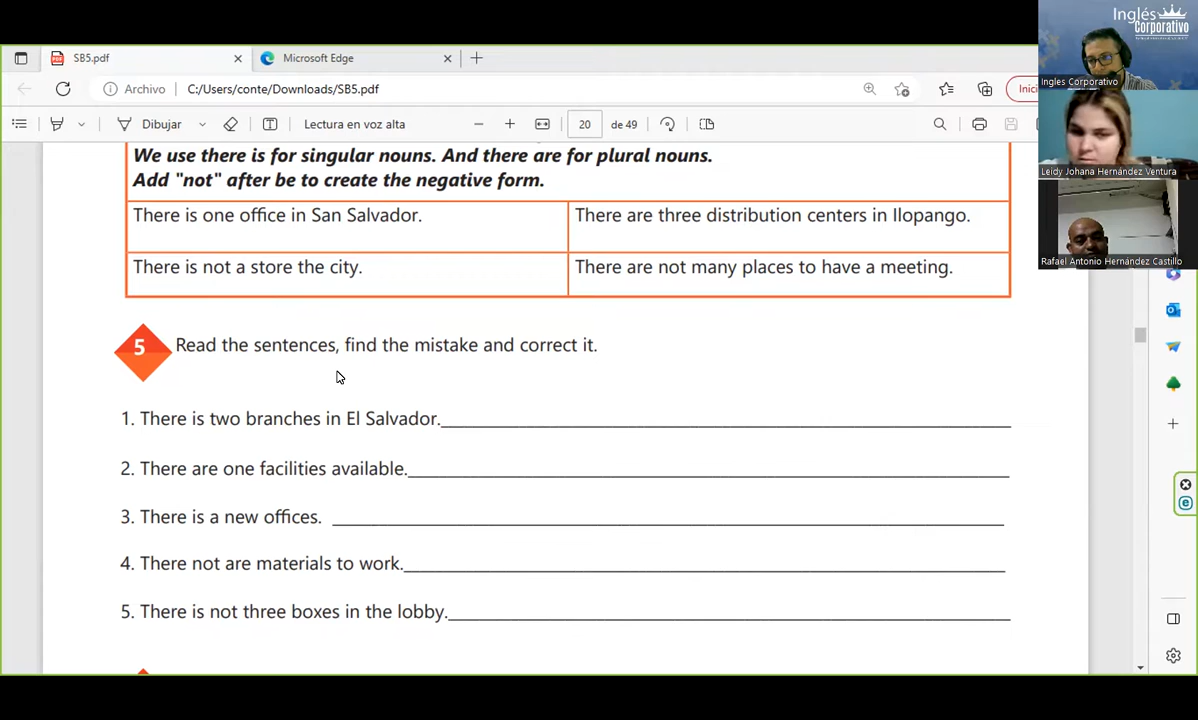 Inglés
Corporativo
SB5.pdf
Microsoft Edge
Archivo
C:/Users/conte/Downloads/SB5.pdf
Inici
Ingles Corporativo
Dibujar
Lectura en voz alta
20
de 49
We use there is for singular nouns. And there are for plural nouns.
Add "not" after be to create the negative form.
Leidy Johana Hernández Ventura
There is one office in San Salvador.
There are three distribution centers in Ilopango.
Rafael Antonio Hernández Castillo
There is not a store the city.
There are not many places to have a meeting.
5
Read the sentences, find the mistake and correct it.
1. There is two branches in El Salvador.
2. There are one facilities available.
3. There is a new offices.
4. There not are materials to work.
5. There is not three boxes in the lobby.